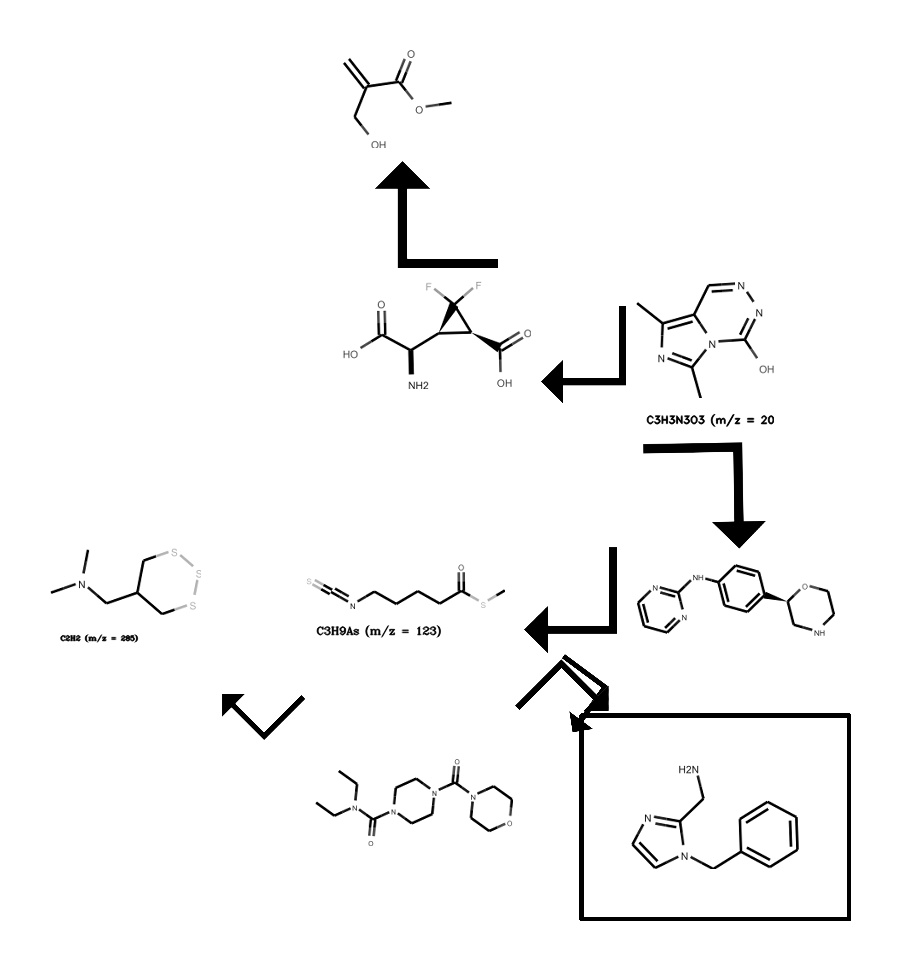 O
O
OH
F F
O
O
HO
NH2
OH
N
N
N
N
OH
C3H3N3O3 (m/z = 20
S
S
S
N
C2H2 (m/z = 285)
S
N
O
S
C3H9As (m/z = 123)
N
N
NH
O
NH
O
N
N
N
N
O
O
H2N
N
N